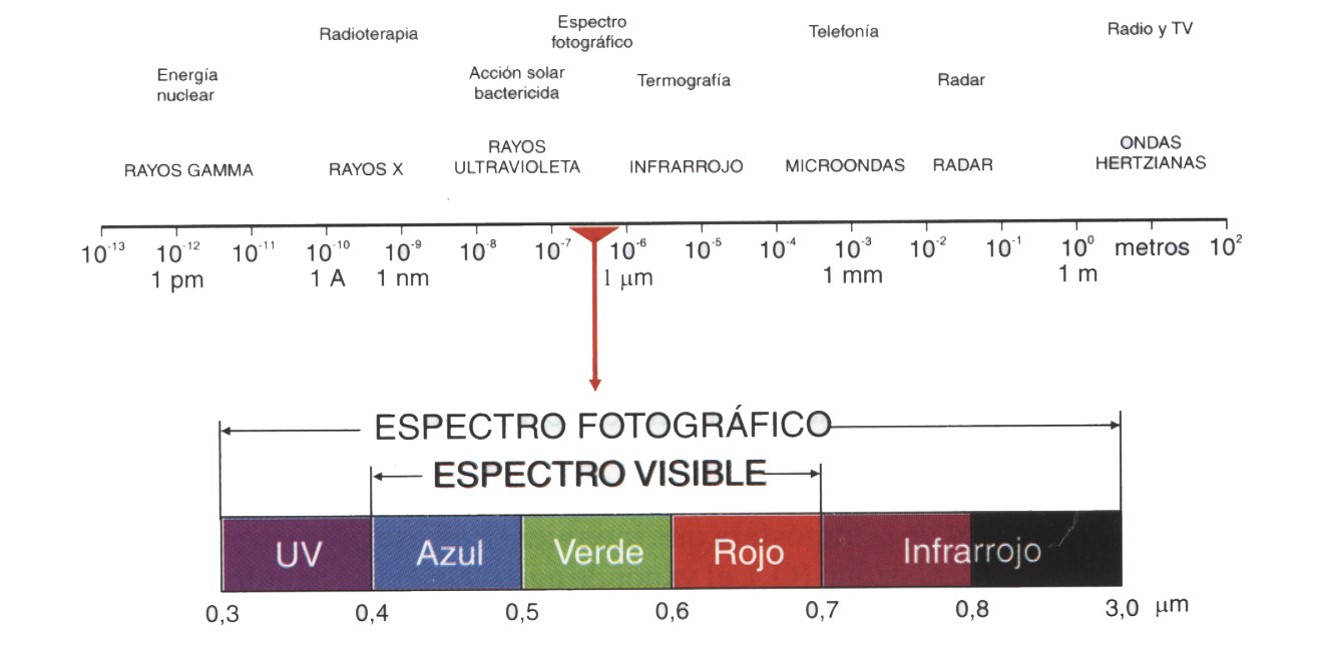 Radioterapia
Espectro
fotográfico
Telefonía
Radio y TV
Energía
nuclear
Acción solar
bactericida
Termografía
Radar
RAYOS GAMMA
RAYOS X
RAYOS
ULTRAVIOLETA
INFRARROJO
MICROONDAS
RADAR
ONDAS
HERTZIANAS
10⁻¹³ 10⁻¹² 10⁻¹¹ 10⁻¹⁰ 10⁻⁹ 10⁻⁸ 10⁻⁷ 10⁻⁶ 10⁻⁵ 10⁻⁴ 10⁻³ 10⁻² 10⁻¹ 10⁰ metros 10²
1 pm 1 A 1 nm 1 μm 1 mm 1 m
ESPECTRO FOTOGRÁFICO
ESPECTRO VISIBLE
UV Azul Verde Rojo Infrarrojo
0,3 0,4 0,5 0,6 0,7 0,8 3,0 μm